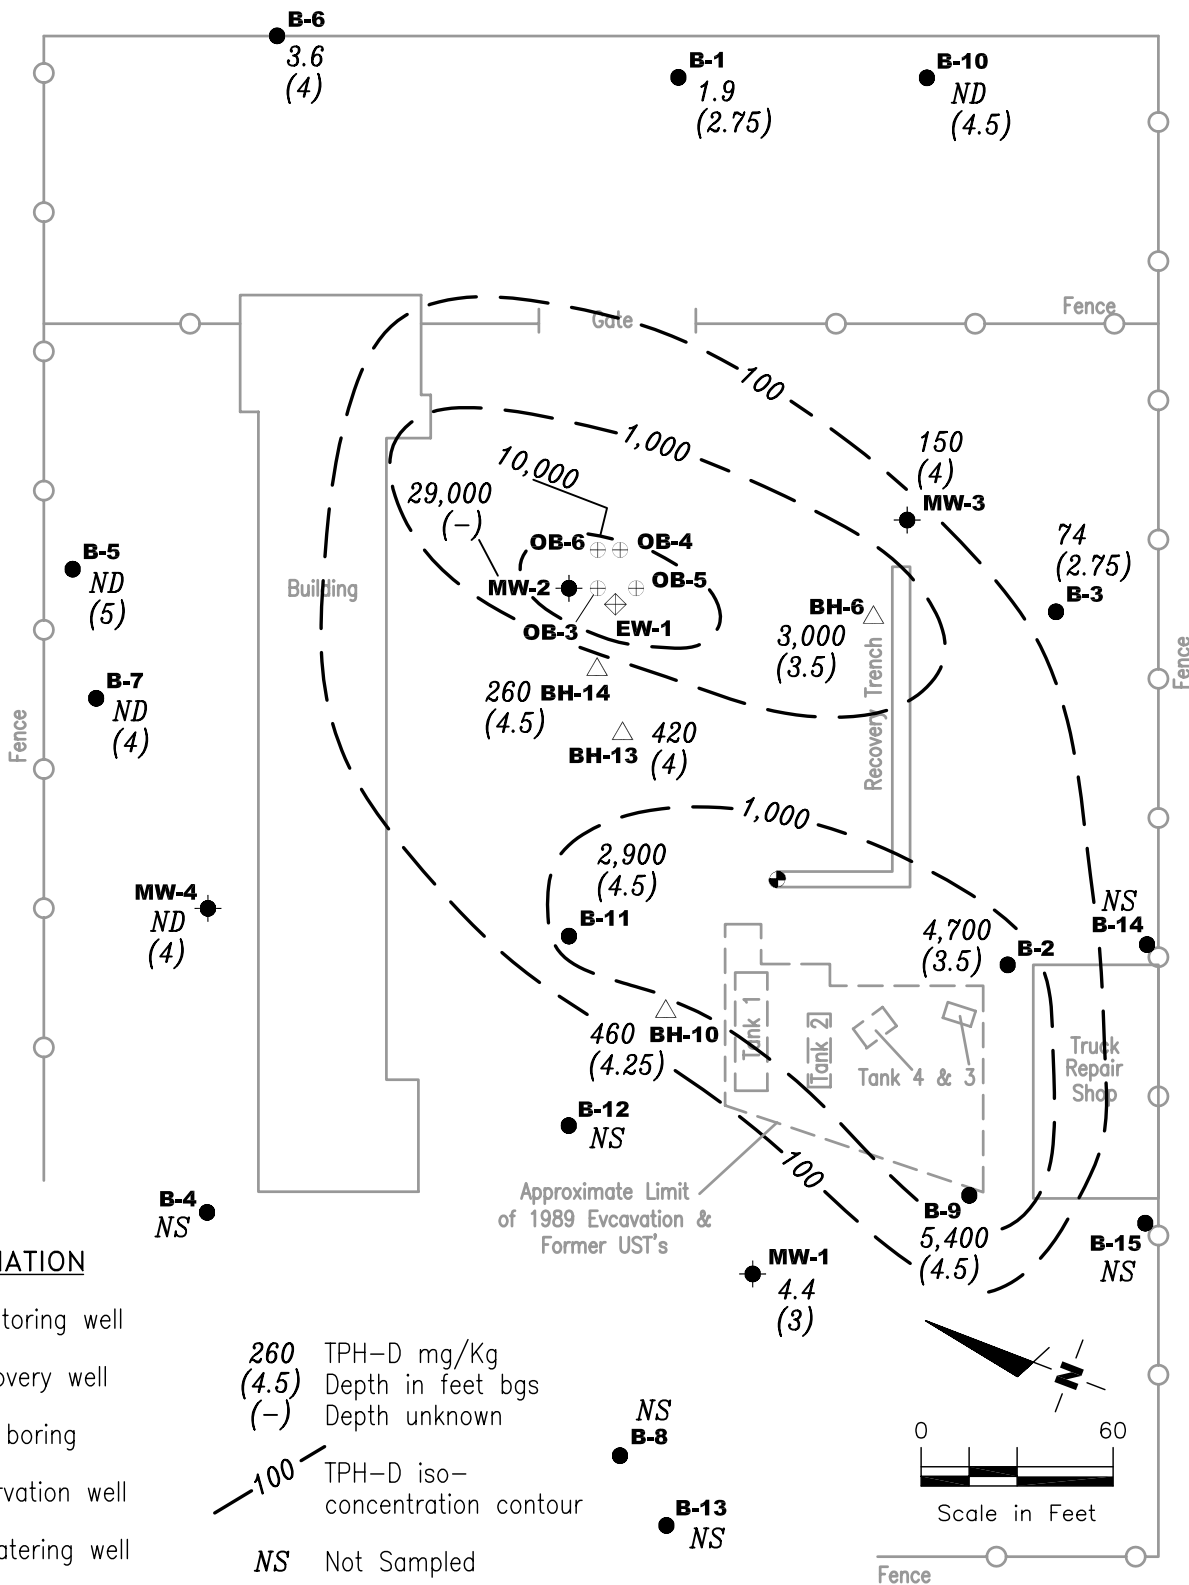 B-6
3.6
(4)
B-1
1.9
(2.75)
B-10
ND
(4.5)
Fence
Gate
100
1,000
150
(4)
MW-3
10,000
29,000
(-)
OB-6
OB-4
74
(2.75)
B-3
B-5
ND
(5)
Building
MW-2
OB-5
OB-3
EW-1
BH-6
3,000
(3.5)
Recovery Trench
Fence
260
(4.5)
BH-14
B-7
ND
(4)
Fence
BH-13
420
(4)
1,000
2,900
(4.5)
B-11
MW-4
ND
(4)
NS
B-14
4,700
(3.5)
B-2
460
(4.25)
BH-10
Tank 1
Tank 2
Tank 4 & 3
Truck
Repair
Shop
B-12
NS
100
Approximate Limit
of 1989 Evcavation &
Former UST's
B-4
NS
B-9
5,400
(4.5)
B-15
NS
MW-1
4.4
(3)
NATION
toring well
overy well
boring
rvation well
atering well
260 TPH-D mg/Kg
(4.5) Depth in feet bgs
(-) Depth unknown
100 TPH-D iso-
concentration contour
NS Not Sampled
NS
B-8
B-13
NS
N
0 60
Scale in Feet
Fence